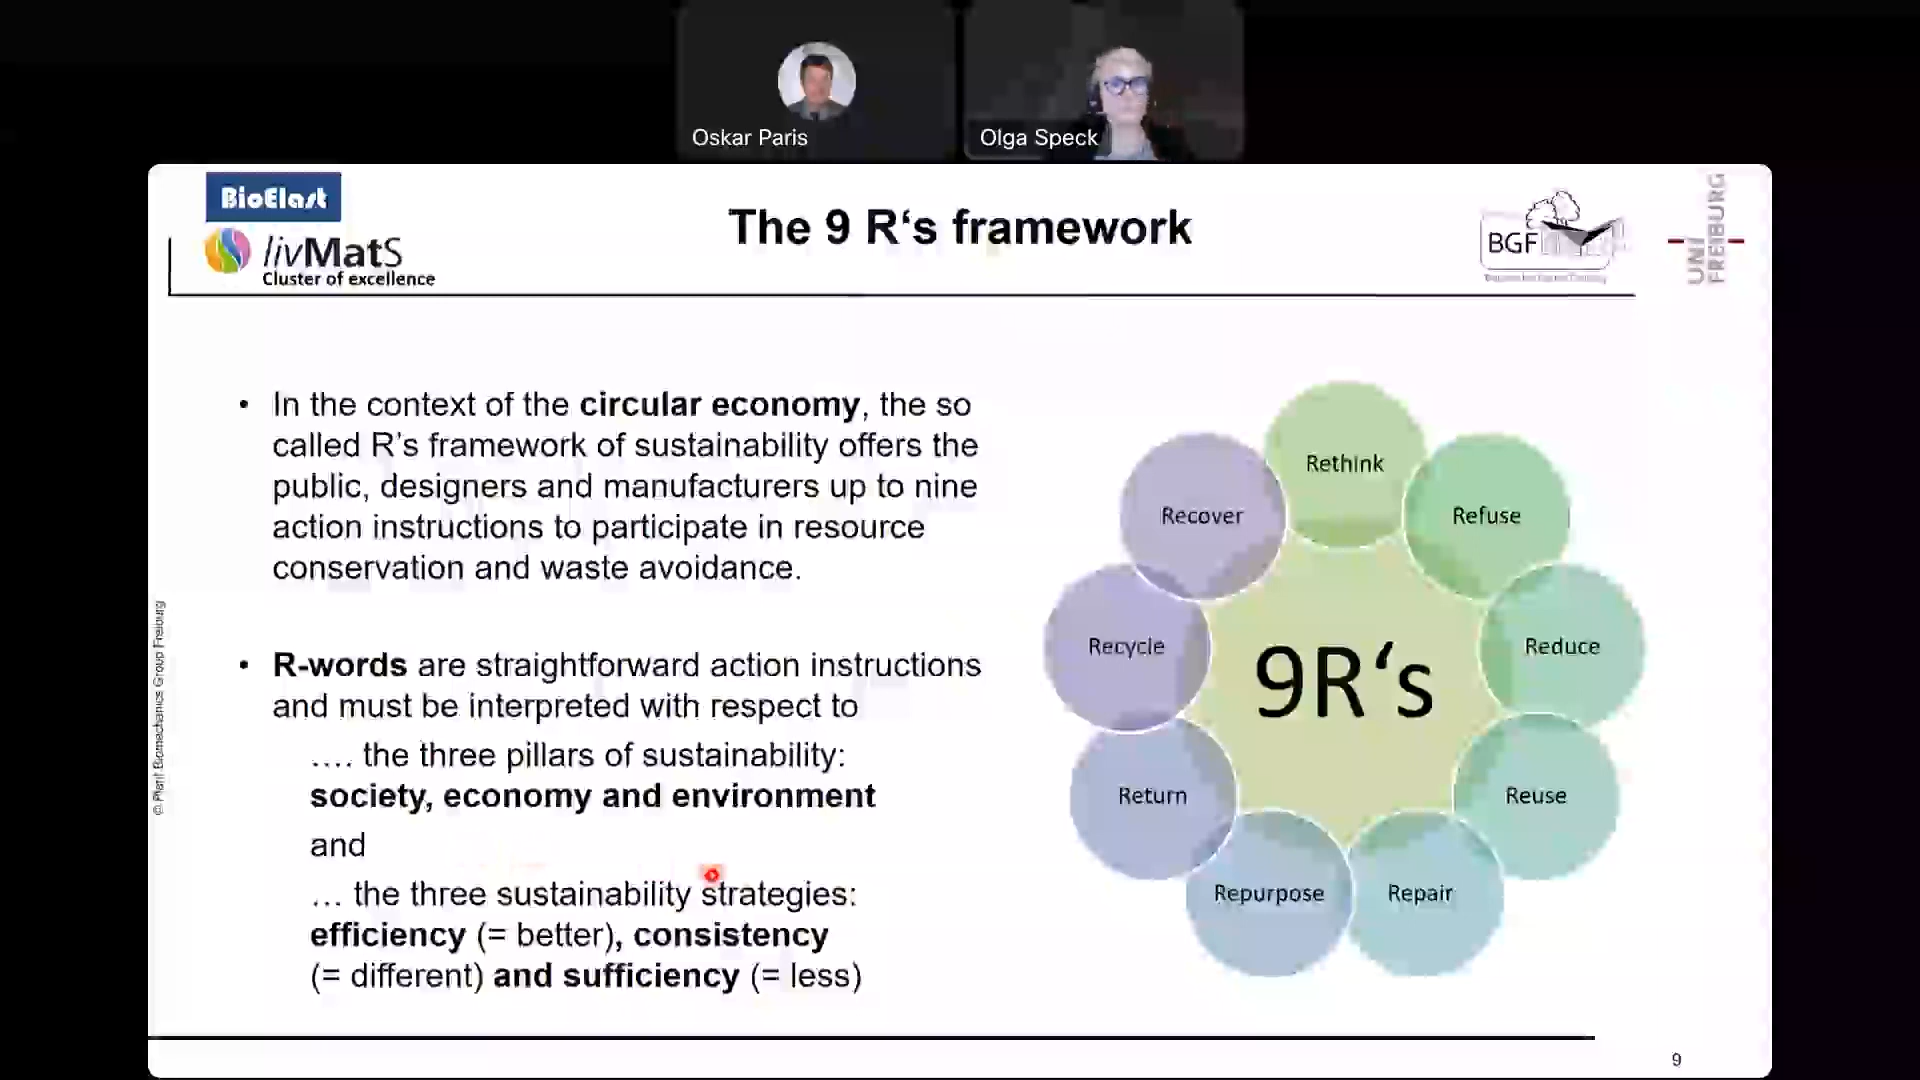 Oskar Paris
Olga Speck
BioElast
livMatS
Cluster of excellence
The 9 R‘s framework
BGF
UNI
FREIBURG
• In the context of the circular economy, the so
called R’s framework of sustainability offers the
public, designers and manufacturers up to nine
action instructions to participate in resource
conservation and waste avoidance.
• R-words are straightforward action instructions
and must be interpreted with respect to
…. the three pillars of sustainability:
society, economy and environment
and
… the three sustainability strategies:
efficiency (= better), consistency
(= different) and sufficiency (= less)
Rethink
Refuse
Reduce
Reuse
Repair
Repurpose
Return
Recycle
Recover
9R‘s
© Plant Biomechanics Group Freiburg
9